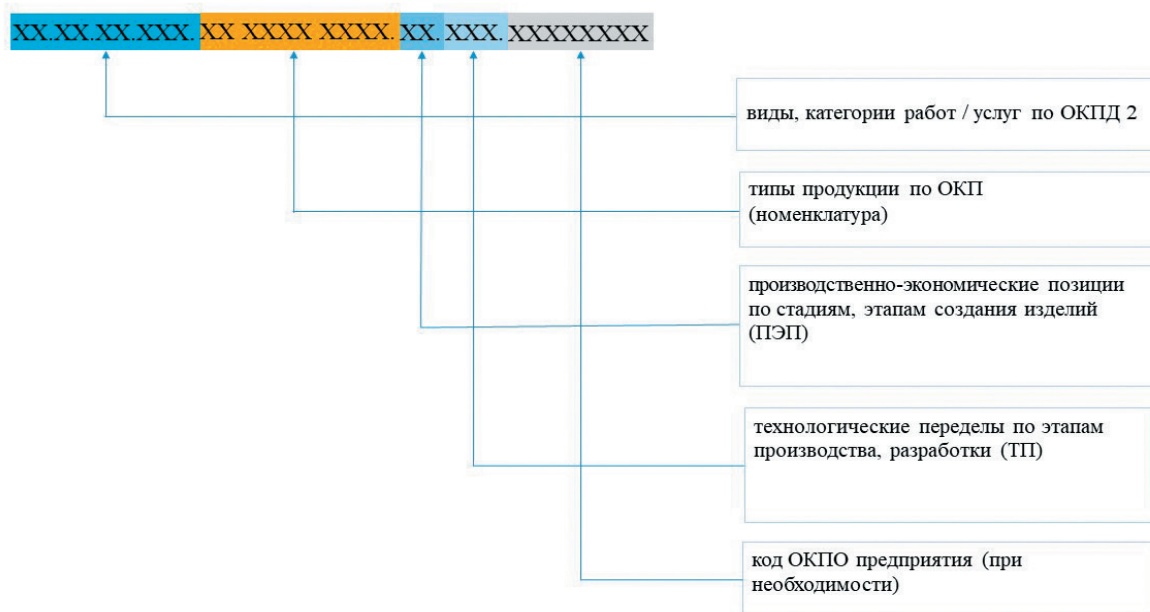 XX.XX.XX.XXX. XX XXXX XXXX. XX. XXX. XXXXXXXX
виды, категории работ / услуг по ОКПД 2
типы продукции по ОКП
(номенклатура)
производственно-экономические позиции
по стадиям, этапам создания изделий
(ПЭП)
технологические переделы по этапам
производства, разработки (ТП)
код ОКПО предприятия (при
необходимости)